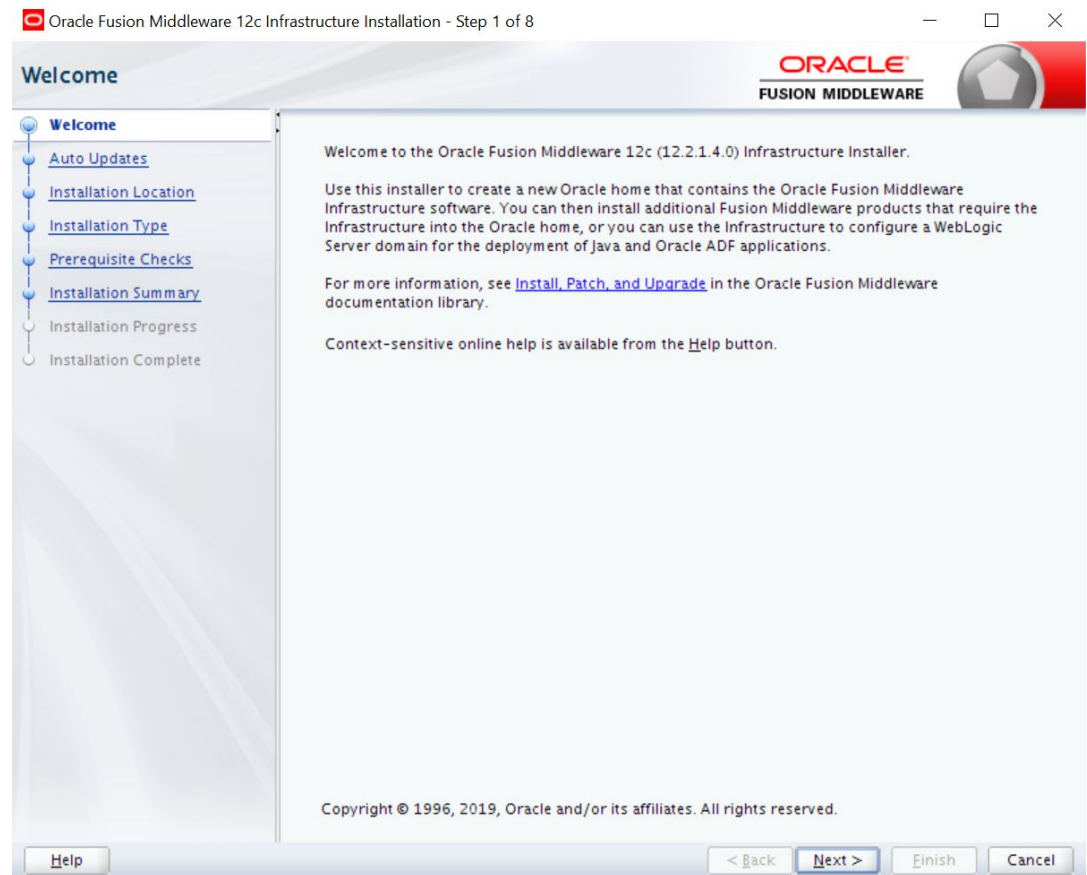 Oracle Fusion Middleware 12c Infrastructure Installation - Step 1 of 8
Welcome
ORACLE
FUSION MIDDLEWARE
Welcome
Auto Updates
Installation Location
Installation Type
Prerequisite Checks
Installation Summary
Installation Progress
Installation Complete
Welcome to the Oracle Fusion Middleware 12c (12.2.1.4.0) Infrastructure Installer.
Use this installer to create a new Oracle home that contains the Oracle Fusion Middleware
Infrastructure software. You can then install additional Fusion Middleware products that require the
Infrastructure into the Oracle home, or you can use the Infrastructure to configure a WebLogic
Server domain for the deployment of Java and Oracle ADF applications.
For more information, see Install, Patch, and Upgrade in the Oracle Fusion Middleware
documentation library.
Context-sensitive online help is available from the Help button.
Copyright © 1996, 2019, Oracle and/or its affiliates. All rights reserved.
Help
< Back
Next >
Finish
Cancel